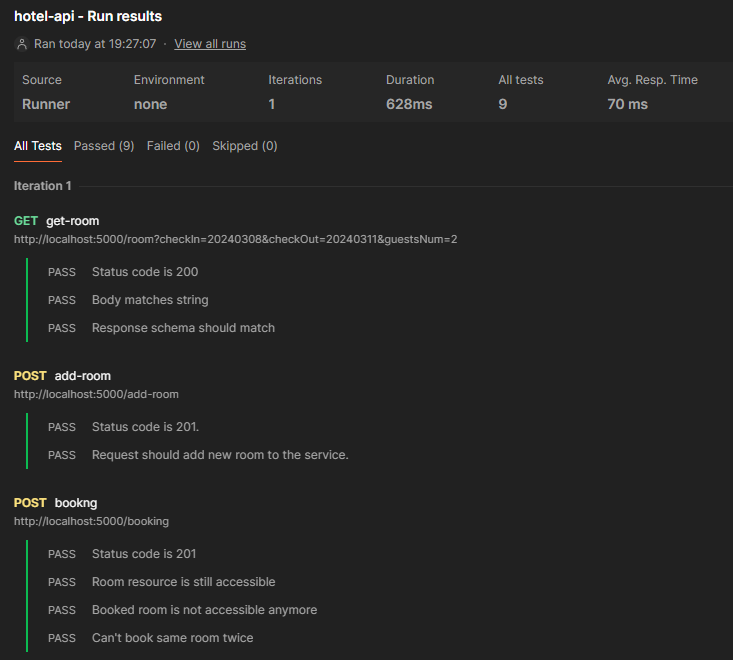 hotel-api - Run results
Ran today at 19:27:07 · View all runs
Source Environment Iterations Duration All tests Avg. Resp. Time
Runner none 1 628ms 9 70 ms
All Tests Passed (9) Failed (0) Skipped (0)
Iteration 1
GET get-room
http://localhost:5000/room?checkIn=20240308&checkOut=20240311&guestsNum=2
PASS Status code is 200
PASS Body matches string
PASS Response schema should match
POST add-room
http://localhost:5000/add-room
PASS Status code is 201.
PASS Request should add new room to the service.
POST bookng
http://localhost:5000/booking
PASS Status code is 201
PASS Room resource is still accessible
PASS Booked room is not accessible anymore
PASS Can't book same room twice